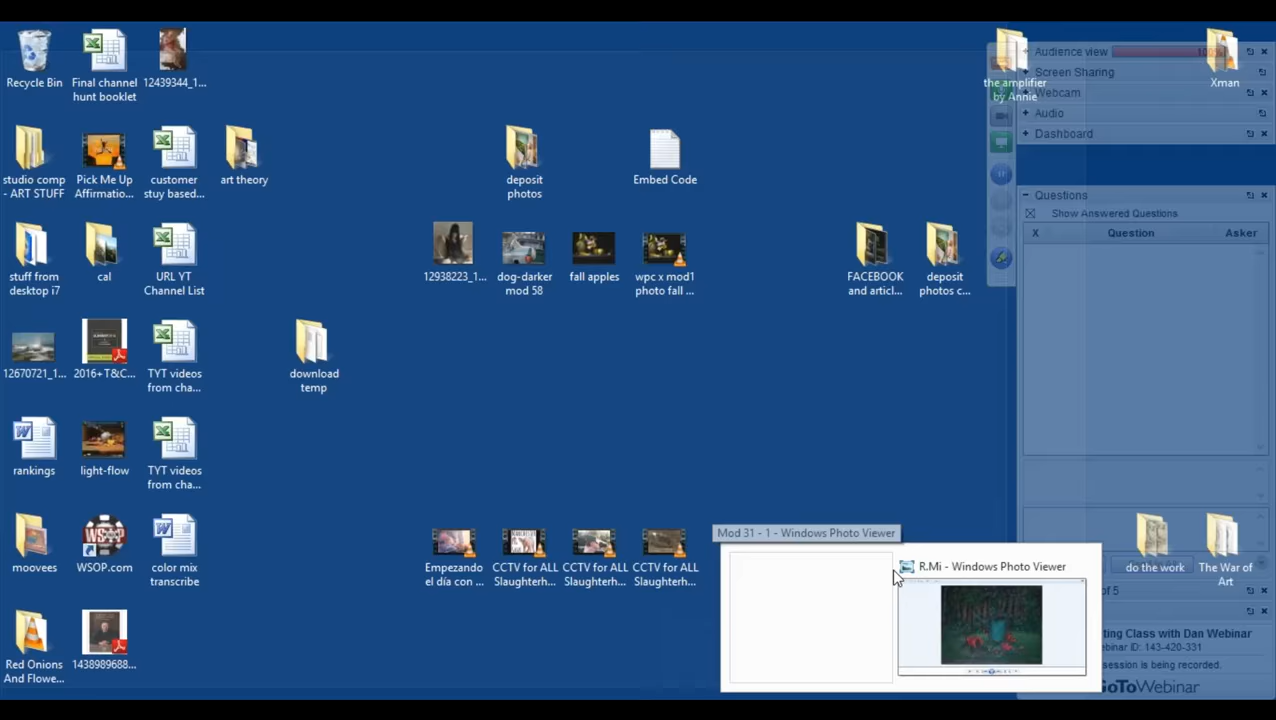 Recycle Bin
Final channel
hunt booklet
12439344_1...
the amplifier
by Annie
Audience view
100%
Screen Sharing
Webcam
Audio
Dashboard
Xman
studio comp
- ART STUFF
Pick Me Up
Affirmatio...
customer
stuy based...
art theory
deposit
photos
Embed Code
Questions
Show Answered Questions
X
Question
Asker
stuff from
desktop i7
cal
URL YT
Channel List
12938223_1...
dog-darker
mod 58
fall apples
wpc x mod1
photo fall ...
FACEBOOK
and articl...
deposit
photos c...
12670721_1...
2016+T&C...
TYT videos
from cha...
download
temp
rankings
light-flow
TYT videos
from cha...
moovees
WSOP.com
color mix
transcribe
Empezando
el día con ...
CCTV for ALL
Slaughterh...
CCTV for ALL
Slaughterh...
CCTV for ALL
Slaughterh...
Mod 31 - 1 - Windows Photo Viewer
R.Mi - Windows Photo Viewer
do the work
The War of
Art
of 5
Red Onions
And Flowe...
1438989688...
ting Class with Dan Webinar
ebinar ID: 143-420-331
session is being recorded.
GoToWebinar